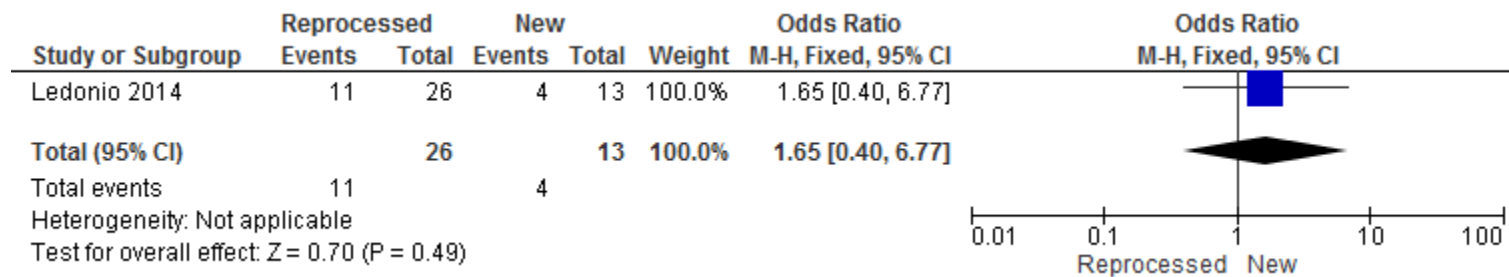 Reprocessed New Odds Ratio Odds Ratio
Study or Subgroup Events Total Events Total Weight M-H, Fixed, 95% CI M-H, Fixed, 95% CI
Ledonio 2014 11 26 4 13 100.0% 1.65 [0.40, 6.77]
Total (95% CI) 26 13 100.0% 1.65 [0.40, 6.77]
Total events 11 4
Heterogeneity: Not applicable
Test for overall effect: Z = 0.70 (P = 0.49)
0.01 0.1 1 10 100
Reprocessed New